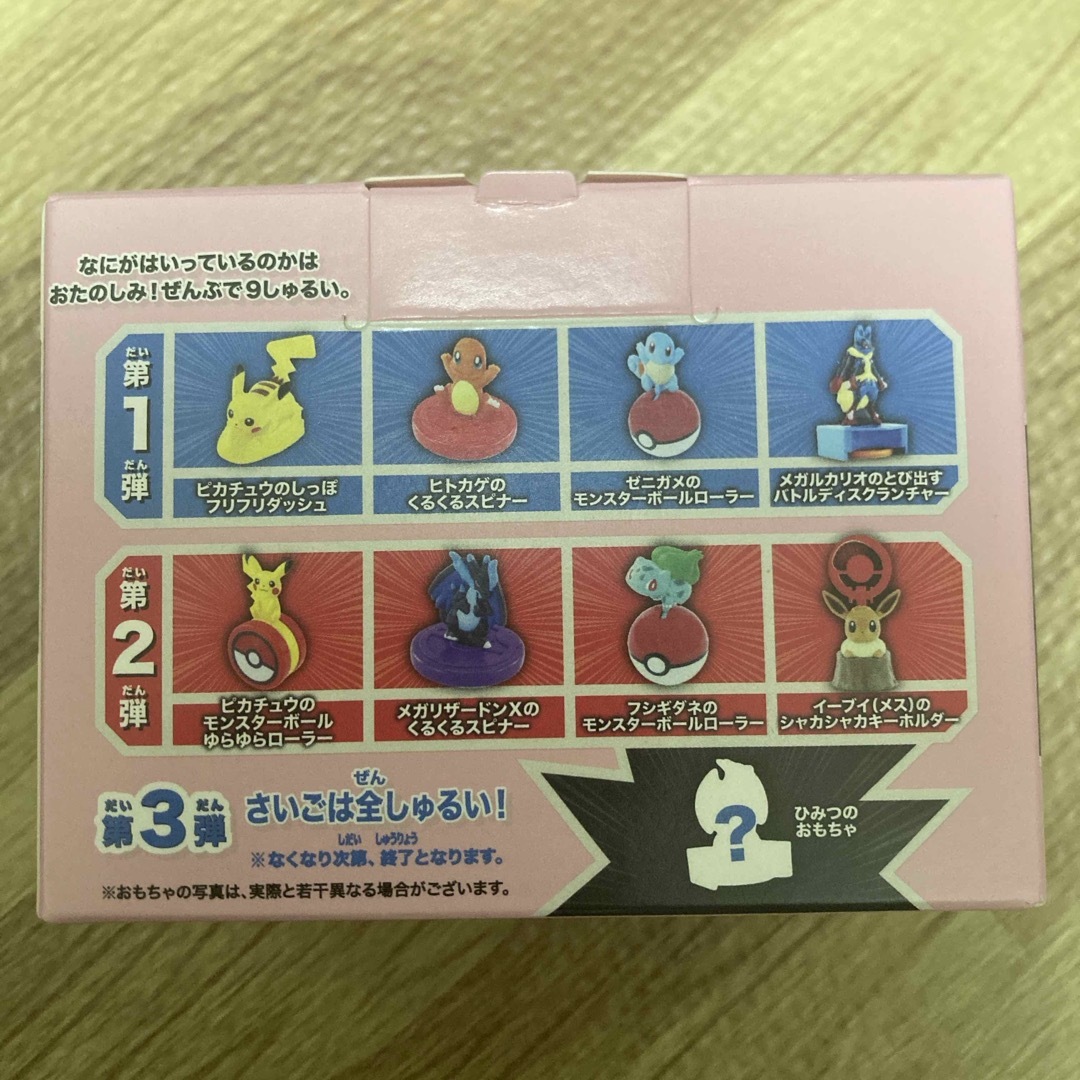 なにがはいっているのかは
おたのしみ！ぜんぶで9しゅるい。
だい
第
1
だん
弾
ピカチュウのしっぽ
フリフリダッシュ
ヒトカゲの
くるくるスピナー
ゼニガメの
モンスターボールローラー
メガルカリオのとび出す
バトルディスクランチャー
だい
第
2
だん
弾
ピカチュウの
モンスターボール
ゆらゆらローラー
メガリザードンXの
くるくるスピナー
フシギダネの
モンスターボールローラー
イーブイ(メス)の
シャカシャカキーホルダー
だい だん
第3弾
ぜん
さいごは全しゅるい！
しだい しゅうりょう
※なくなり次第、終了となります。
※おもちゃの写真は、実際と若干異なる場合がございます。
?
ひみつの
おもちゃ